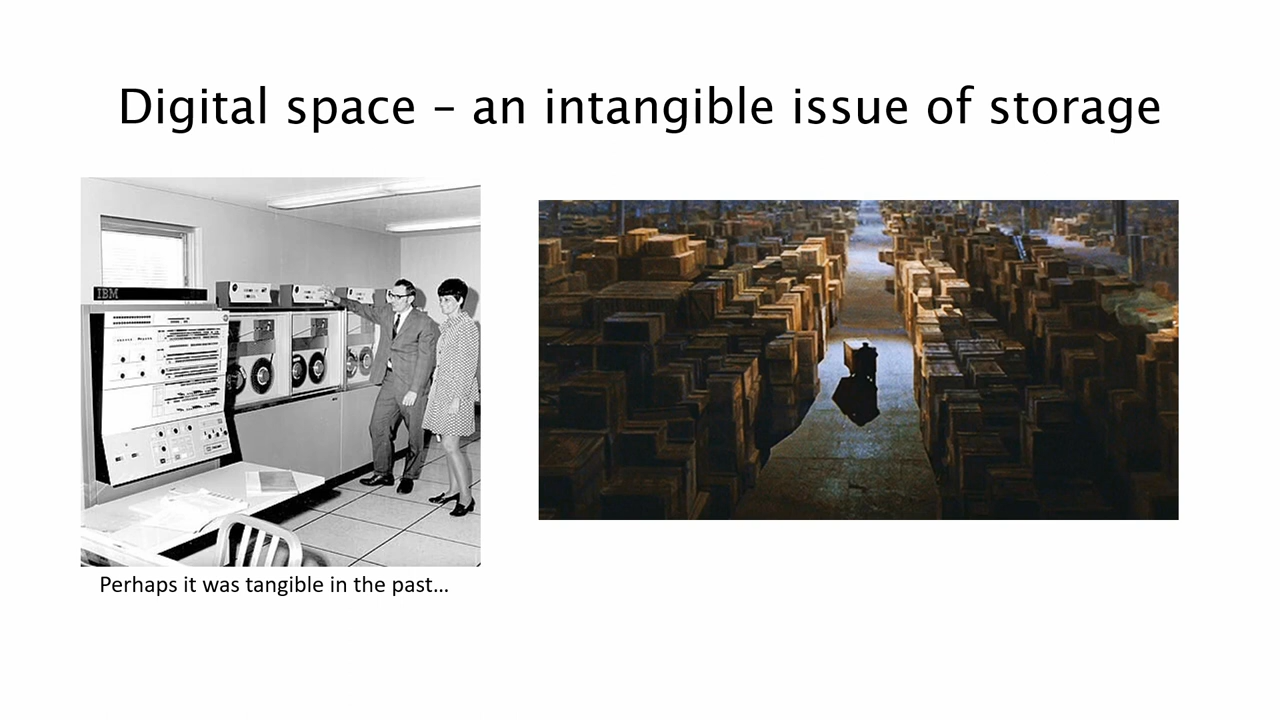 Digital space – an intangible issue of storage
IBM
Perhaps it was tangible in the past…